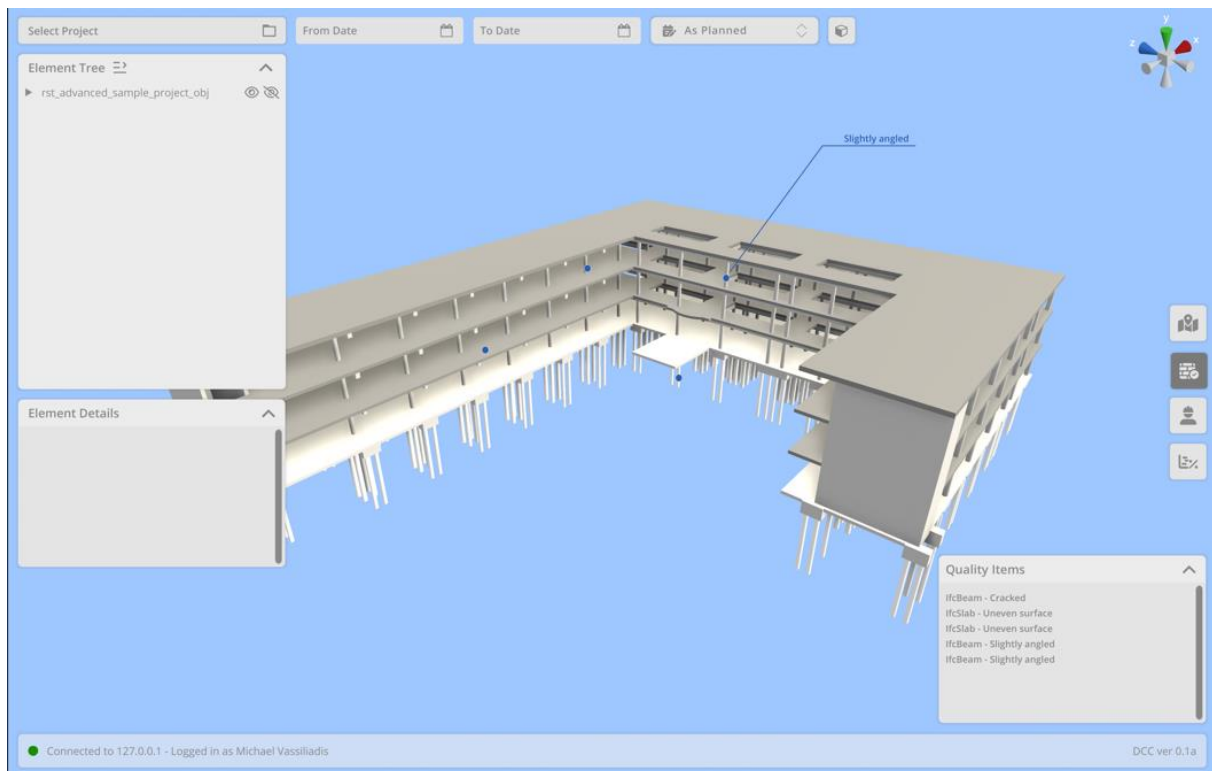 Select Project
From Date
To Date
As Planned
y
z
x
Element Tree
rst_advanced_sample_project_obj
Slightly angled
Element Details
Quality Items
IfcBeam - Cracked
IfcSlab - Uneven surface
IfcSlab - Uneven surface
IfcBeam - Slightly angled
IfcBeam - Slightly angled
Connected to 127.0.0.1 - Logged in as Michael Vassiliadis
DCC ver 0.1a